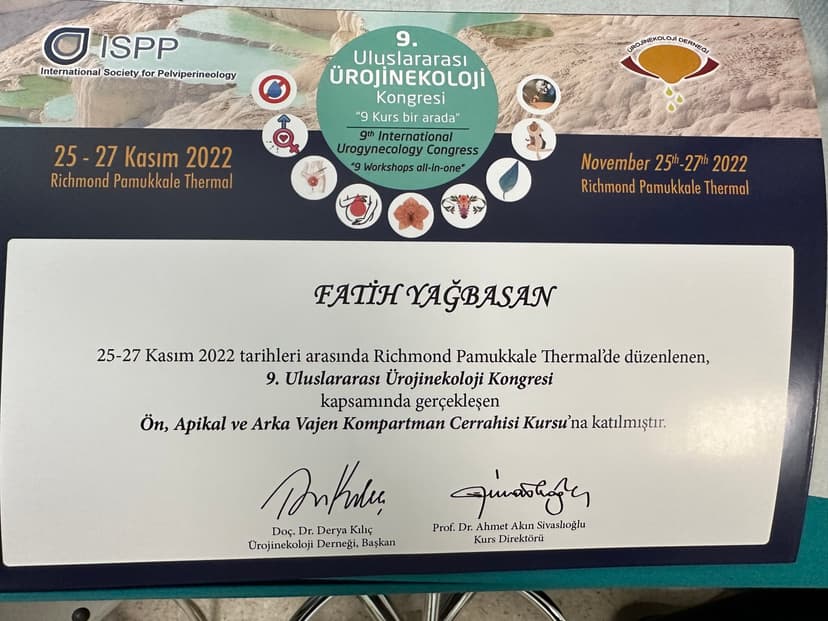 ISPP
International Society for Pelviperineology
9.
Uluslararası
ÜROJİNEKOLOJİ
Kongresi
"9 Kurs bir arada"
9th International
Urogynecology Congress
"9 Workshops all-in-one"
ÜROJİNEKOLOJİ DERNEĞİ
25 - 27 Kasım 2022
Richmond Pamukkale Thermal
November 25th-27th 2022
Richmond Pamukkale Thermal
FATİH YAĞBASAN
25-27 Kasım 2022 tarihleri arasında Richmond Pamukkale Thermal'de düzenlenen,
9. Uluslararası Ürojinekoloji Kongresi
kapsamında gerçekleşen
Ön, Apikal ve Arka Vajen Kompartman Cerrahisi Kursu'na katılmıştır.
Doç. Dr. Derya Kılıç
Ürojinekoloji Derneği, Başkan
Prof. Dr. Ahmet Akın Sivaslıoğlu
Kurs Direktörü